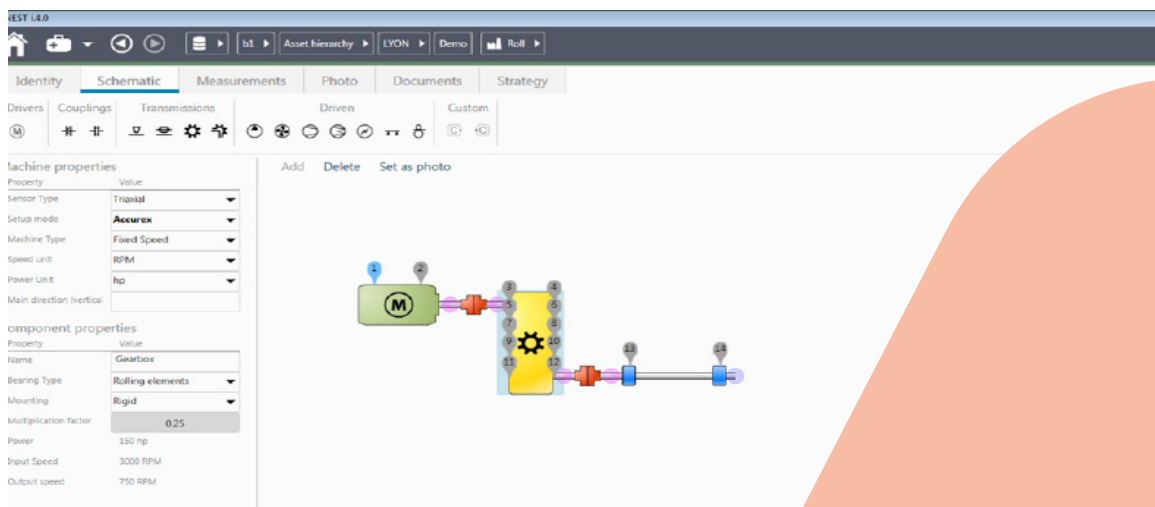 NEST i.4.0
b1 Asset hierarchy LYON Demo Roll
Identity Schematic Measurements Photo Documents Strategy
Drivers Couplings Transmissions Driven Custom
M C C
Machine properties Add Delete Set as photo
Property Value
Sensor Type Triaxial
Setup mode Accurex
Machine Type Fixed Speed
Speed unit RPM
Power Unit hp
Main direction (vertical
1 2
M
3 4
5 6
7 8
9 10
11 12
13 14
omponent properties
Property Value
Name Gearbox
Bearing Type Rolling elements
Mounting Rigid
Multiplication factor 0.25
Power 150 hp
Input Speed 3000 RPM
Output speed 750 RPM